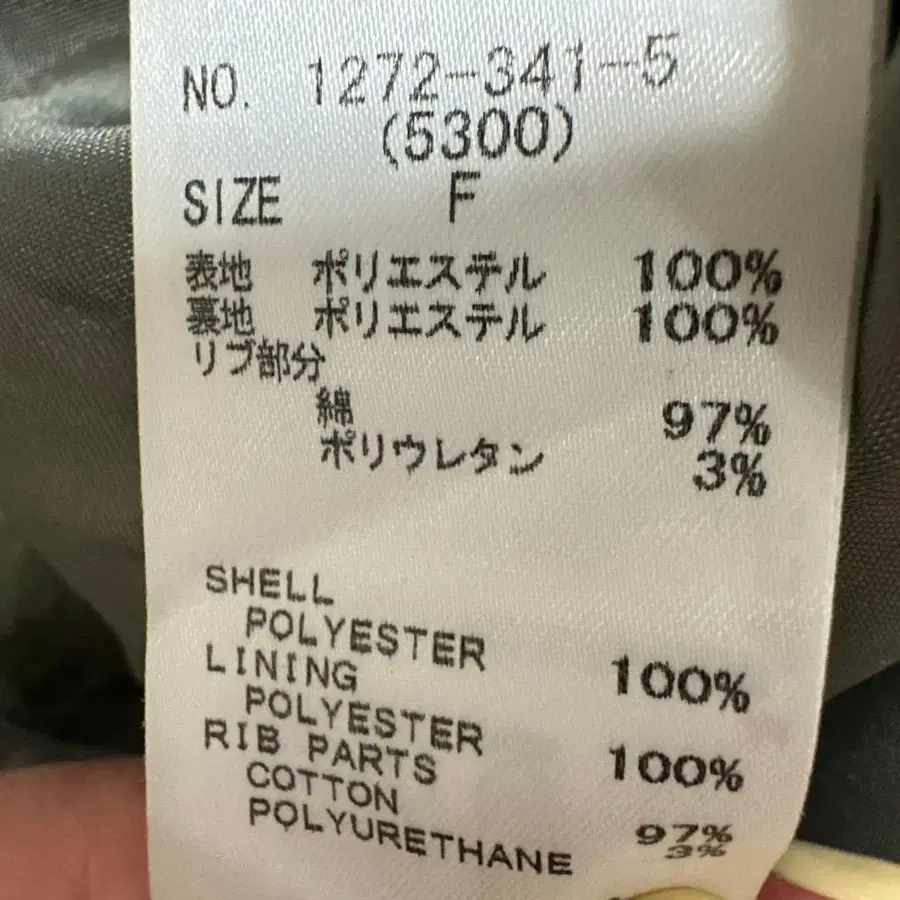 NO. 1272-341-5
(5300)
SIZE F
表地 ポリエステル 100%
裏地 ポリエステル 100%
リブ部分
綿 97%
ポリウレタン 3%
SHELL
POLYESTER 100%
LINING
POLYESTER 100%
RIB PARTS
COTTON 97%
POLYURETHANE 3%